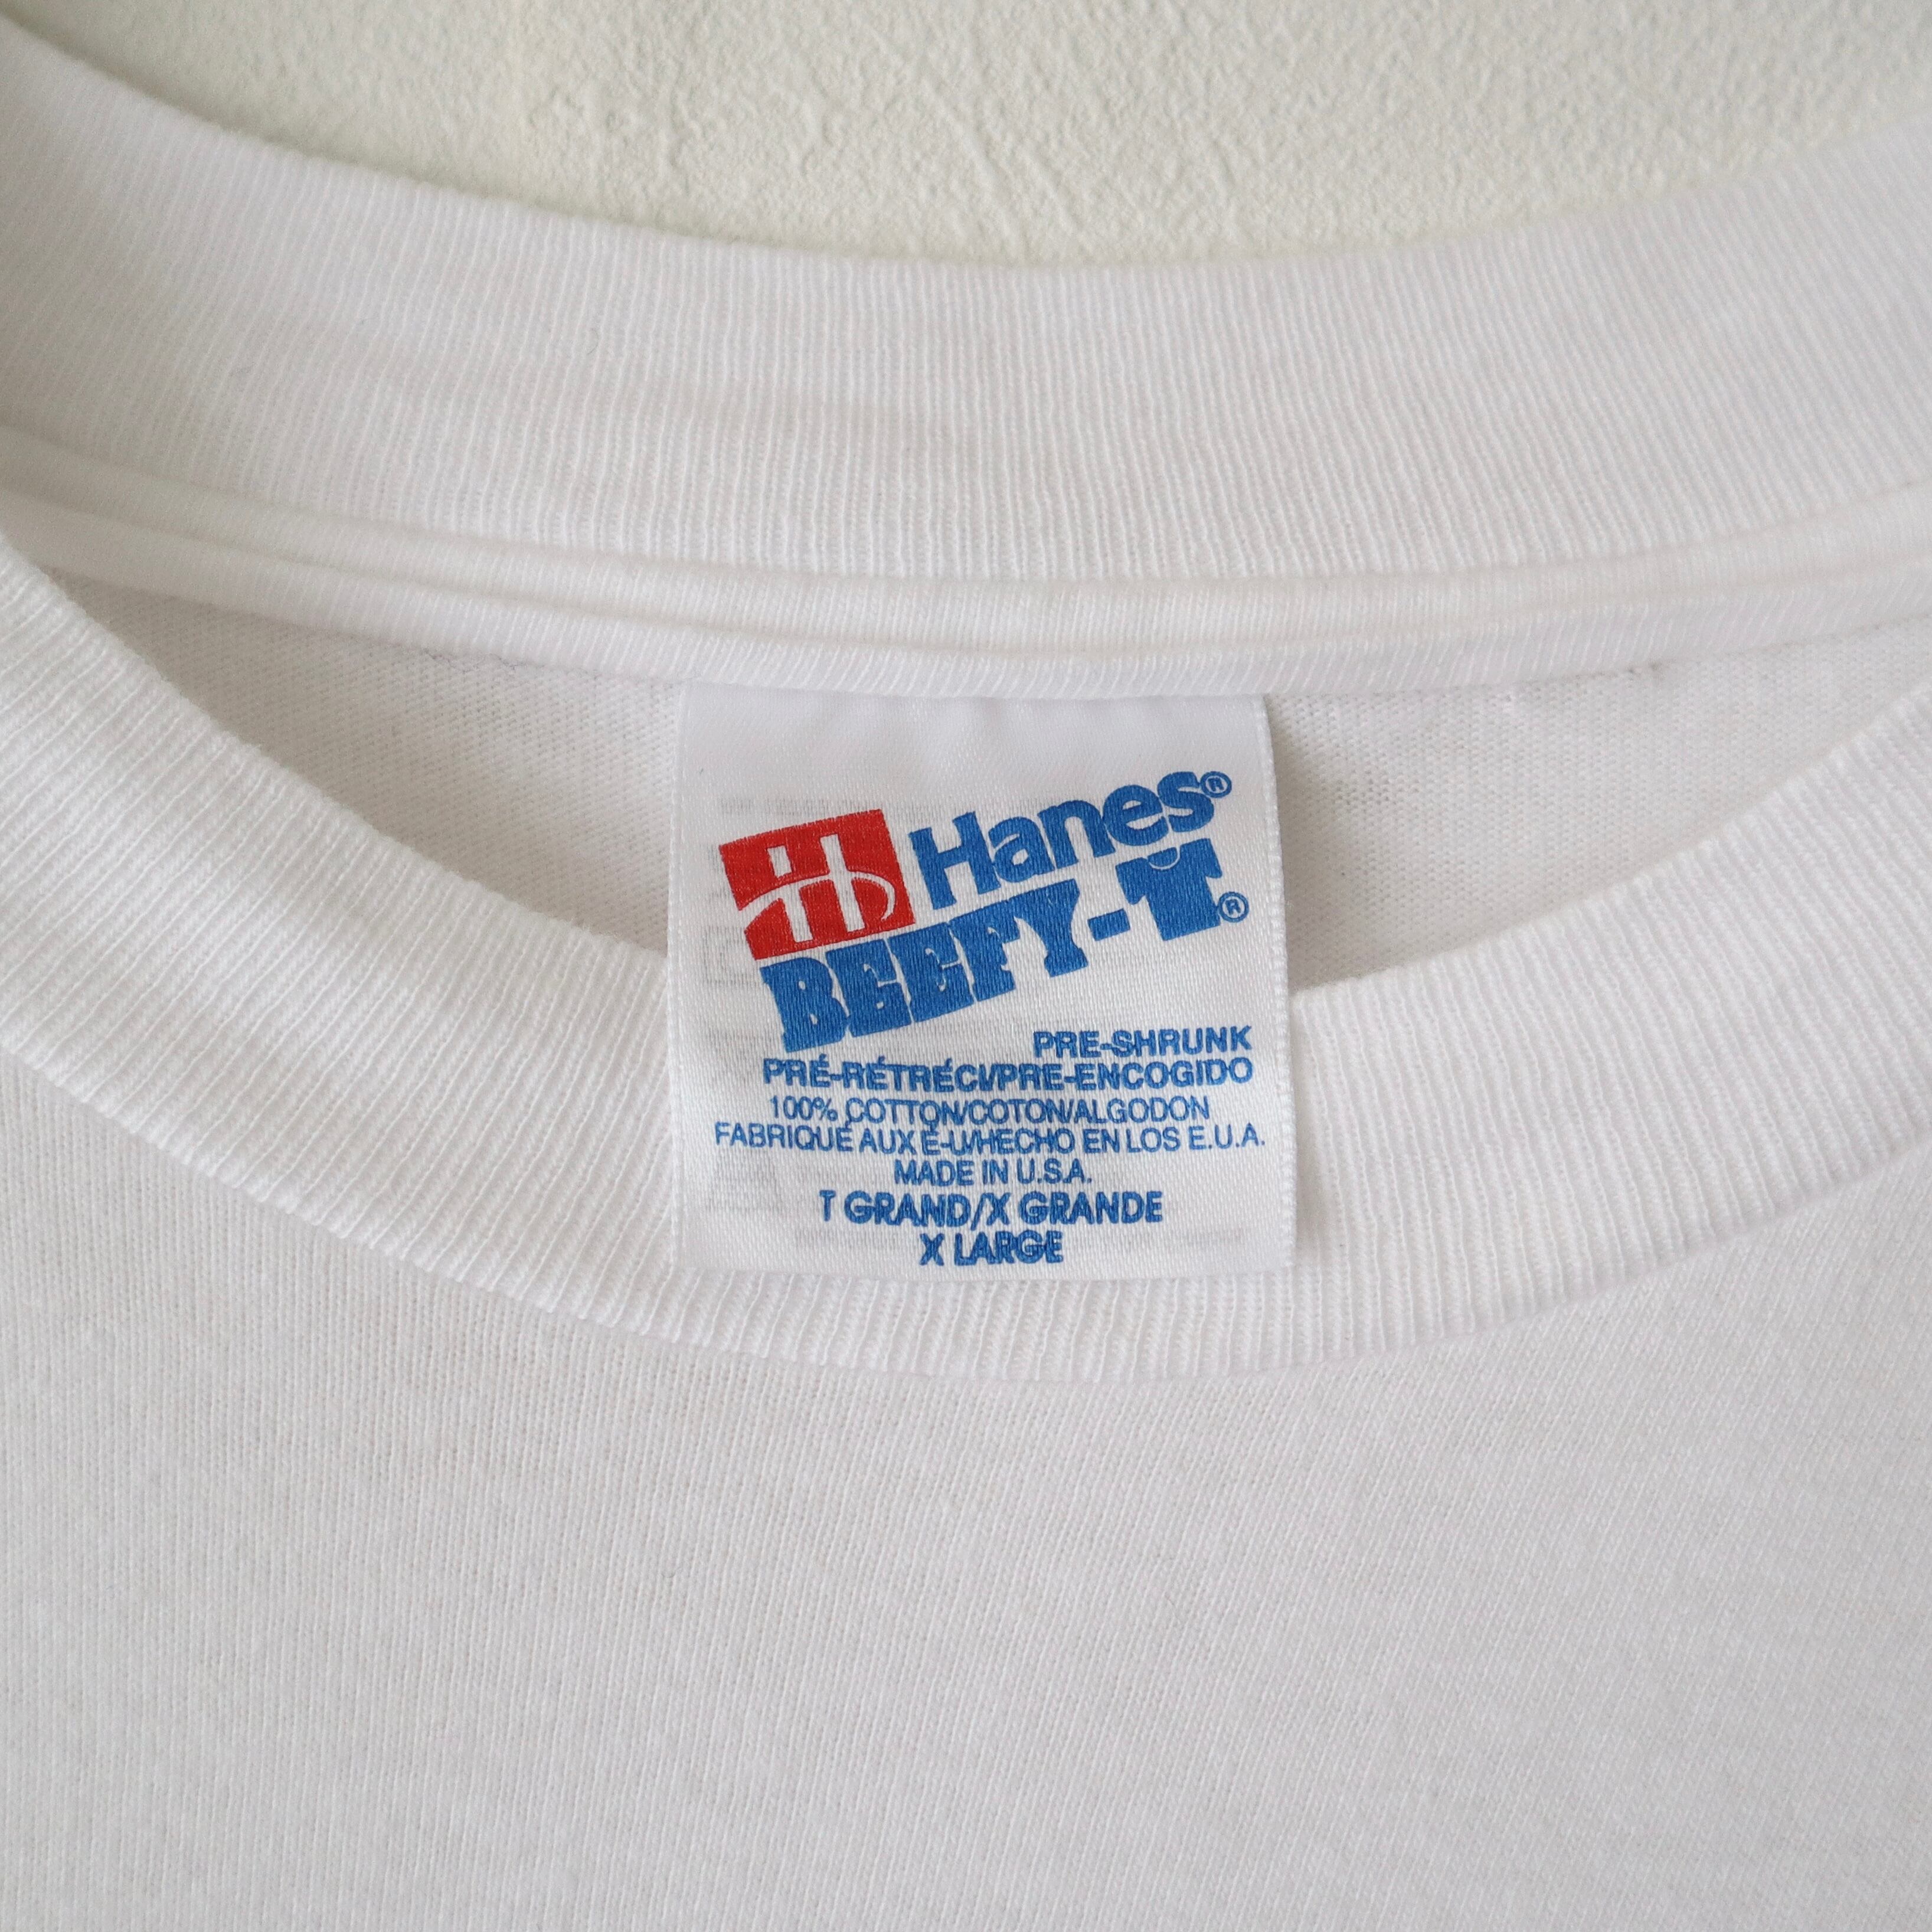 H Hanes®
BEEFY-T®
PRE-SHRUNK
PRÉ-RÉTRÉCI/PRE-ENCOGIDO
100% COTTON/COTON/ALGODON
FABRIQUÉ AUX É-U/HECHO EN LOS E.U.A.
MADE IN U.S.A.
T GRAND/X GRANDE
X LARGE